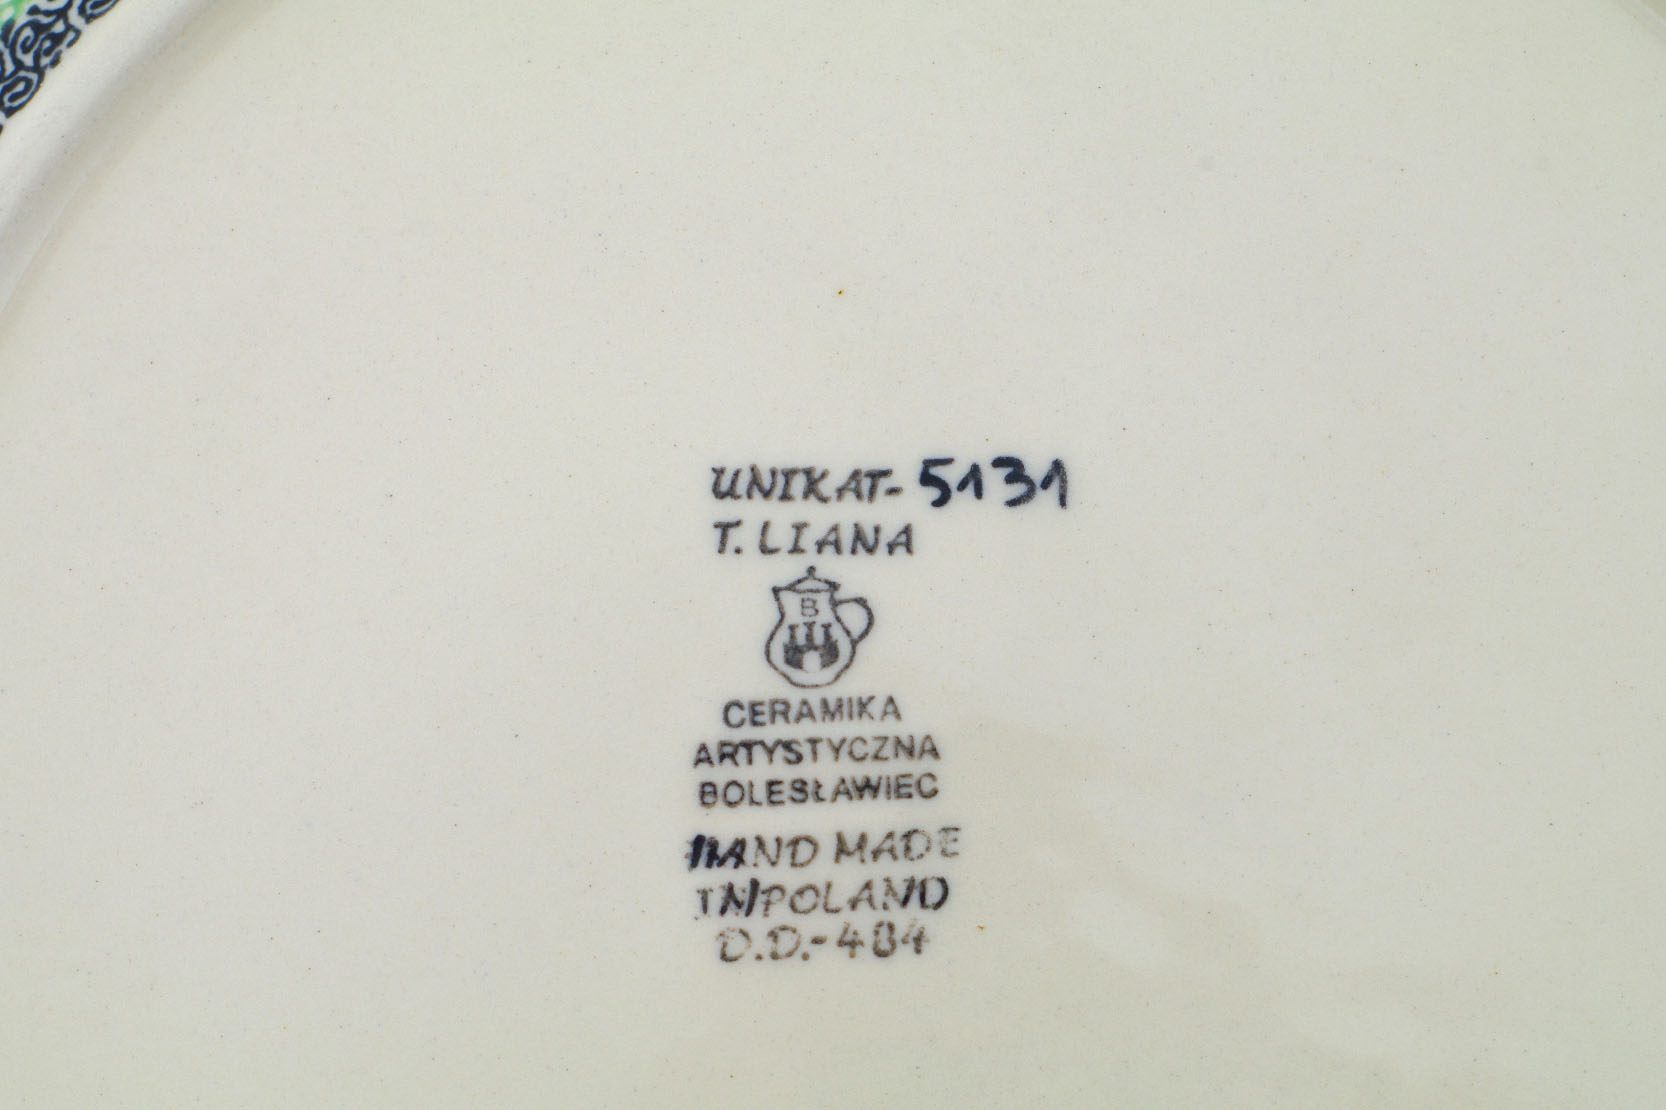 UNIKAT-5131
T. LIANA
B
CERAMIKA
ARTYSTYCZNA
BOLESŁAWIEC
HAND MADE
IN POLAND
D.D.-484